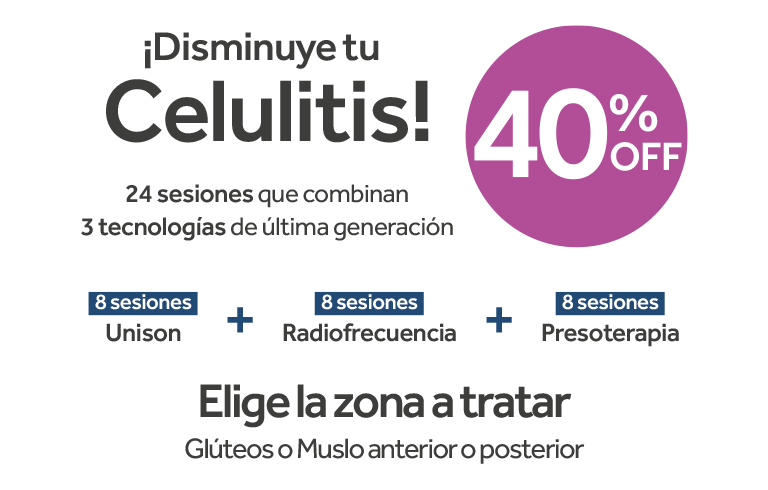 ¡Disminuye tu
Celulitis!
40%
OFF
24 sesiones que combinan
3 tecnologías de última generación
8 sesiones
Unison
+
8 sesiones
Radiofrecuencia
+
8 sesiones
Presoterapia
Elige la zona a tratar
Glúteos o Muslo anterior o posterior